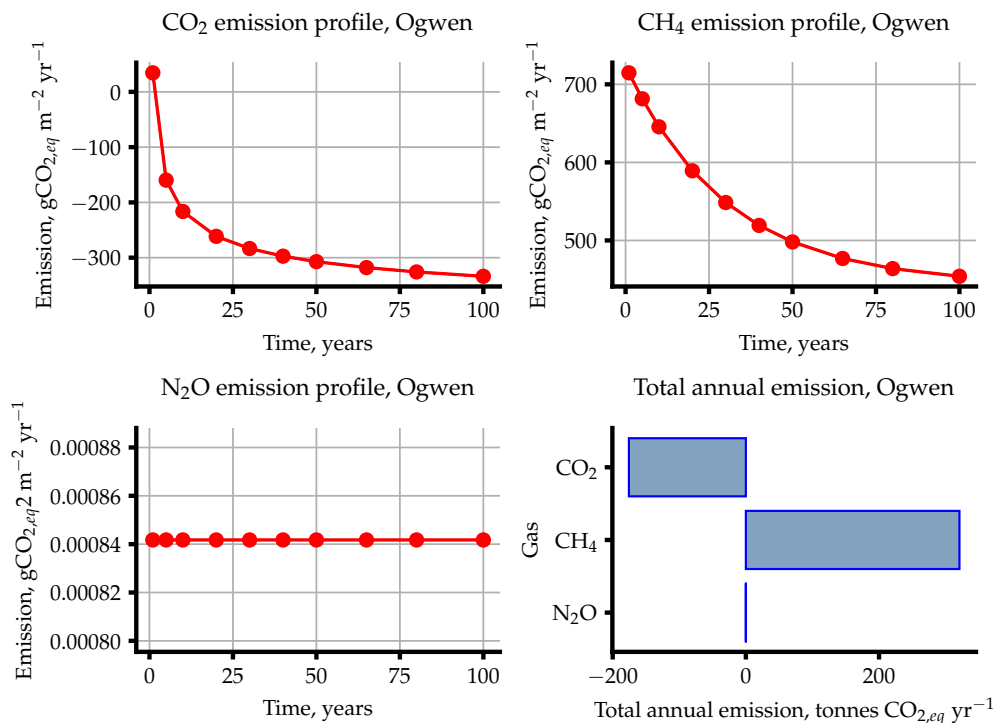 CO₂ emission profile, Ogwen
Emission, gCO₂,eq m⁻² yr⁻¹
0
−100
−200
−300
0 25 50 75 100
Time, years
CH₄ emission profile, Ogwen
Emission, gCO₂,eq m⁻² yr⁻¹
700
600
500
0 25 50 75 100
Time, years
N₂O emission profile, Ogwen
Emission, gCO₂,eq2 m⁻² yr⁻¹
0.00088
0.00086
0.00084
0.00082
0.00080
0 25 50 75 100
Time, years
Total annual emission, Ogwen
Gas
CO₂
CH₄
N₂O
−200 0 200
Total annual emission, tonnes CO₂,eq yr⁻¹